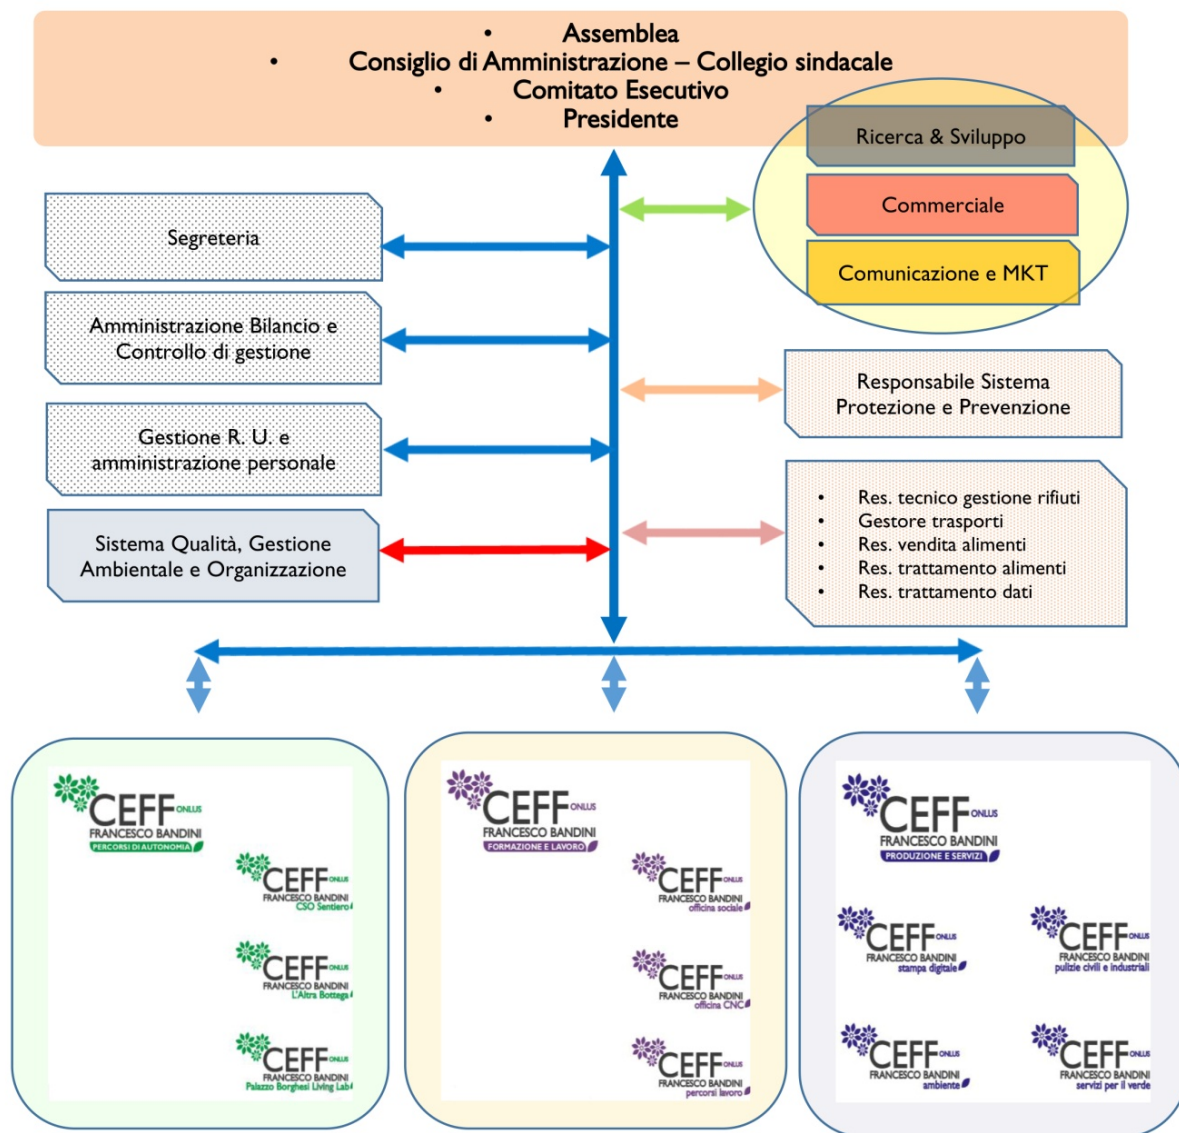 • Assemblea
• Consiglio di Amministrazione – Collegio sindacale
• Comitato Esecutivo
• Presidente
Ricerca & Sviluppo
Commerciale
Comunicazione e MKT
Segreteria
Amministrazione Bilancio e
Controllo di gestione
Gestione R. U. e
amministrazione personale
Sistema Qualità, Gestione
Ambientale e Organizzazione
Responsabile Sistema
Protezione e Prevenzione
• Res. tecnico gestione rifiuti
• Gestore trasporti
• Res. vendita alimenti
• Res. trattamento alimenti
• Res. trattamento dati
CEFF ONLUS
FRANCESCO BANDINI
PERCORSI DI AUTONOMIA
CEFF ONLUS
FRANCESCO BANDINI
CSO Sentiero
CEFF ONLUS
FRANCESCO BANDINI
L'Altra Bottega
CEFF ONLUS
FRANCESCO BANDINI
Palazzo Borghesi Living Lab
CEFF ONLUS
FRANCESCO BANDINI
FORMAZIONE E LAVORO
CEFF ONLUS
FRANCESCO BANDINI
officina sociale
CEFF ONLUS
FRANCESCO BANDINI
officina CNC
CEFF ONLUS
FRANCESCO BANDINI
percorsi lavoro
CEFF ONLUS
FRANCESCO BANDINI
PRODUZIONE E SERVIZI
CEFF ONLUS
FRANCESCO BANDINI
stampa digitale
CEFF ONLUS
FRANCESCO BANDINI
pulizie civili e industriali
CEFF ONLUS
FRANCESCO BANDINI
ambiente
CEFF ONLUS
FRANCESCO BANDINI
servizi per il verde